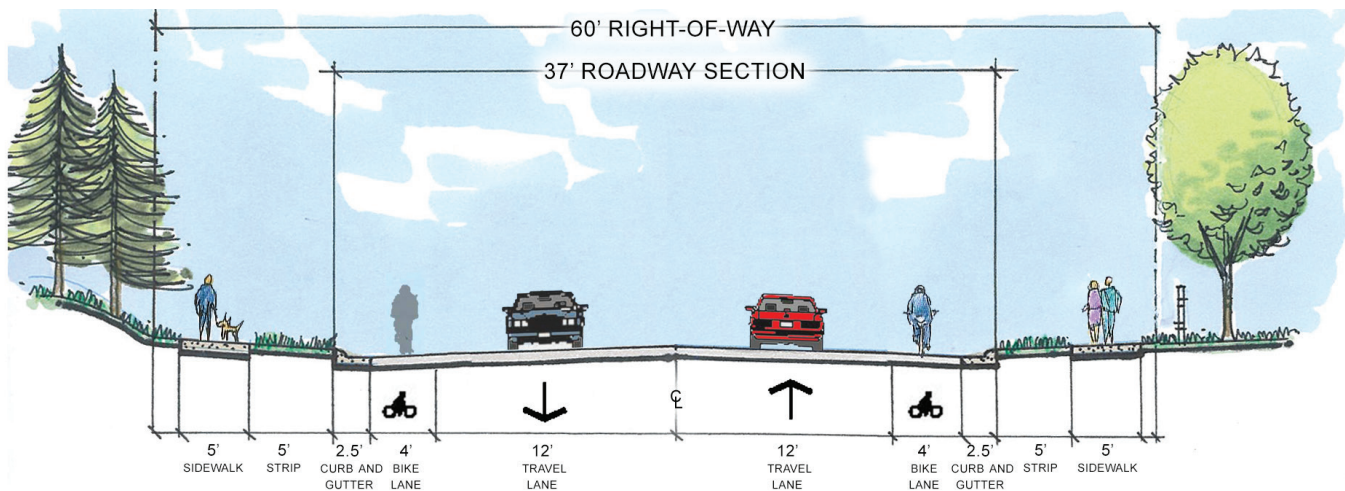 60' RIGHT-OF-WAY
37' ROADWAY SECTION
℄
5' 5' 2.5' 4' 12' 12' 4' 2.5' 5' 5'
SIDEWALK STRIP CURB AND BIKE TRAVEL TRAVEL BIKE CURB AND STRIP SIDEWALK
GUTTER LANE LANE LANE LANE GUTTER